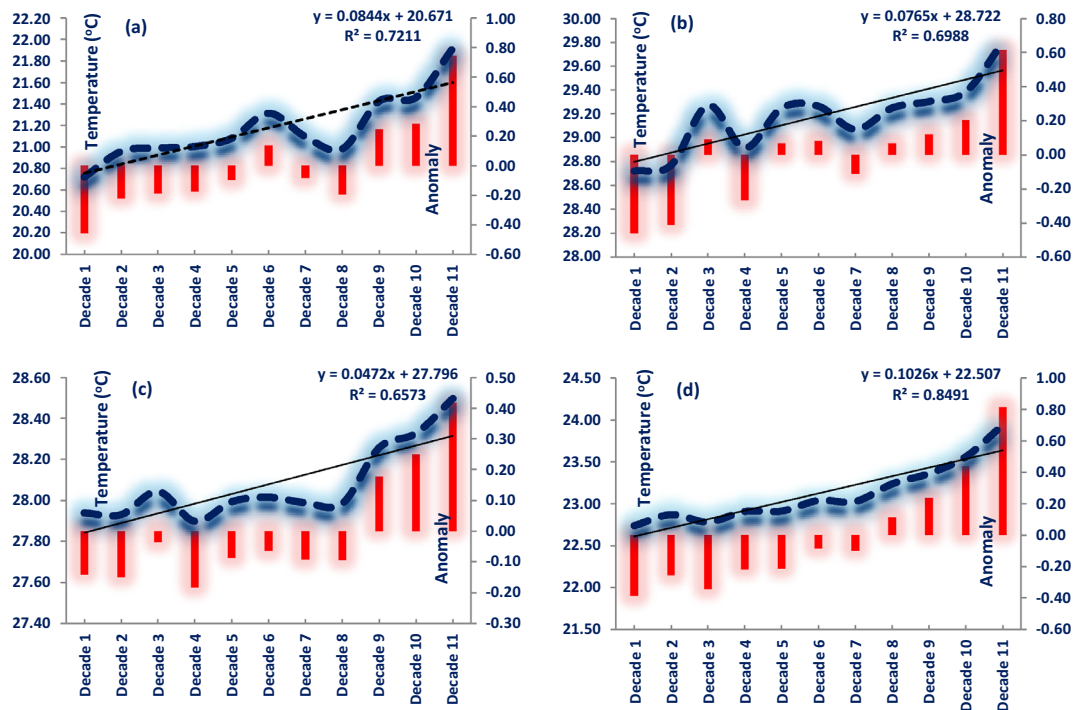 (a)
y = 0.0844x + 20.671
R² = 0.7211
Temperature (°C)
22.20
22.00
21.80
21.60
21.40
21.20
21.00
20.80
20.60
20.40
20.20
20.00
1.00
0.80
0.60
0.40
0.20
0.00
-0.20
-0.40
-0.60
Anomaly
Decade 1
Decade 2
Decade 3
Decade 4
Decade 5
Decade 6
Decade 7
Decade 8
Decade 9
Decade 10
Decade 11
(b)
y = 0.0765x + 28.722
R² = 0.6988
Temperature (°C)
30.00
29.80
29.60
29.40
29.20
29.00
28.80
28.60
28.40
28.20
28.00
0.80
0.60
0.40
0.20
0.00
-0.20
-0.40
-0.60
Anomaly
Decade 1
Decade 2
Decade 3
Decade 4
Decade 5
Decade 6
Decade 7
Decade 8
Decade 9
Decade 10
Decade 11
(c)
y = 0.0472x + 27.796
R² = 0.6573
Temperature (°C)
28.60
28.40
28.20
28.00
27.80
27.60
27.40
0.50
0.40
0.30
0.20
0.10
0.00
-0.10
-0.20
-0.30
Anomaly
Decade 1
Decade 2
Decade 3
Decade 4
Decade 5
Decade 6
Decade 7
Decade 8
Decade 9
Decade 10
Decade 11
(d)
y = 0.1026x + 22.507
R² = 0.8491
Temperature (°C)
24.50
24.00
23.50
23.00
22.50
22.00
21.50
1.00
0.80
0.60
0.40
0.20
0.00
-0.20
-0.40
-0.60
Anomaly
Decade 1
Decade 2
Decade 3
Decade 4
Decade 5
Decade 6
Decade 7
Decade 8
Decade 9
Decade 10
Decade 11